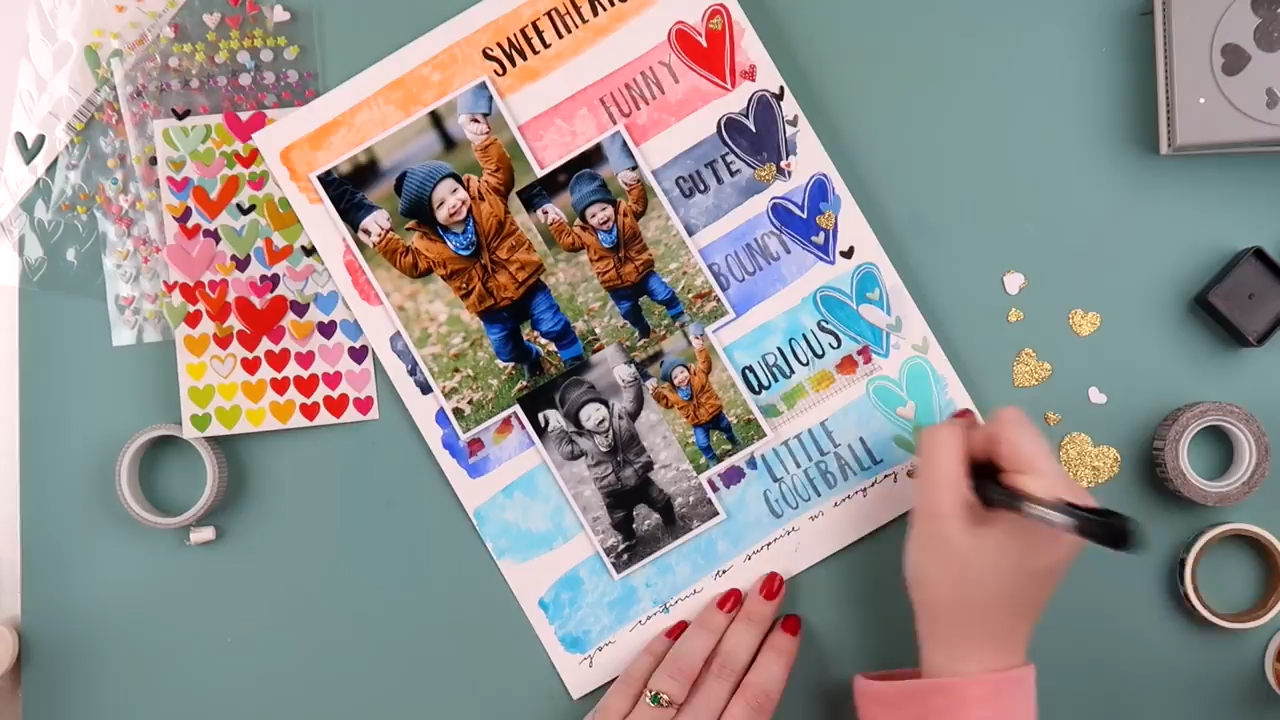 SWEETHEART
FUNNY
CUTE
BOUNCY
CURIOUS
LITTLE
GOOFBALL
you continue to surprise us everyday